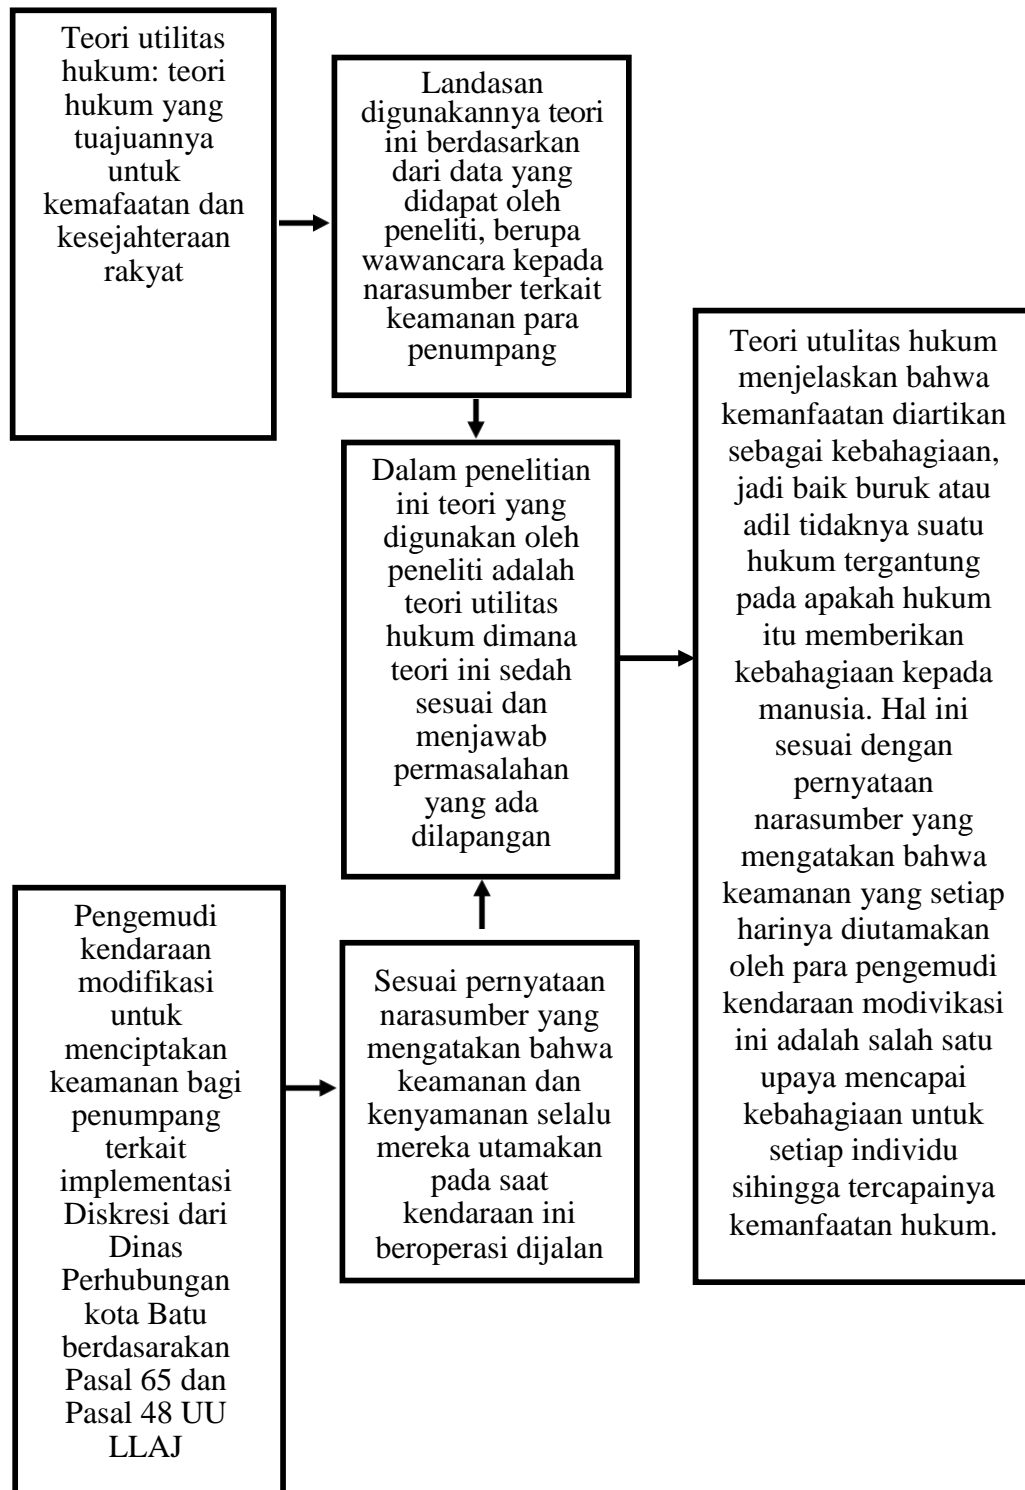 Teori utilitas
hukum: teori
hukum yang
tuajuannya
untuk
kemafaatan dan
kesejahteraan
rakyat
Landasan
digunakannya teori
ini berdasarkan
dari data yang
didapat oleh
peneliti, berupa
wawancara kepada
narasumber terkait
keamanan para
penumpang
Dalam penelitian
ini teori yang
digunakan oleh
peneliti adalah
teori utilitas
hukum dimana
teori ini sedah
sesuai dan
menjawab
permasalahan
yang ada
dilapangan
Teori utulitas hukum
menjelaskan bahwa
kemanfaatan diartikan
sebagai kebahagiaan,
jadi baik buruk atau
adil tidaknya suatu
hukum tergantung
pada apakah hukum
itu memberikan
kebahagiaan kepada
manusia. Hal ini
sesuai dengan
pernyataan
narasumber yang
mengatakan bahwa
keamanan yang setiap
harinya diutamakan
oleh para pengemudi
kendaraan modivikasi
ini adalah salah satu
upaya mencapai
kebahagiaan untuk
setiap individu
sihingga tercapainya
kemanfaatan hukum.
Pengemudi
kendaraan
modifikasi
untuk
menciptakan
keamanan bagi
penumpang
terkait
implementasi
Diskresi dari
Dinas
Perhubungan
kota Batu
berdasarakan
Pasal 65 dan
Pasal 48 UU
LLAJ
Sesuai pernyataan
narasumber yang
mengatakan bahwa
keamanan dan
kenyamanan selalu
mereka utamakan
pada saat
kendaraan ini
beroperasi dijalan